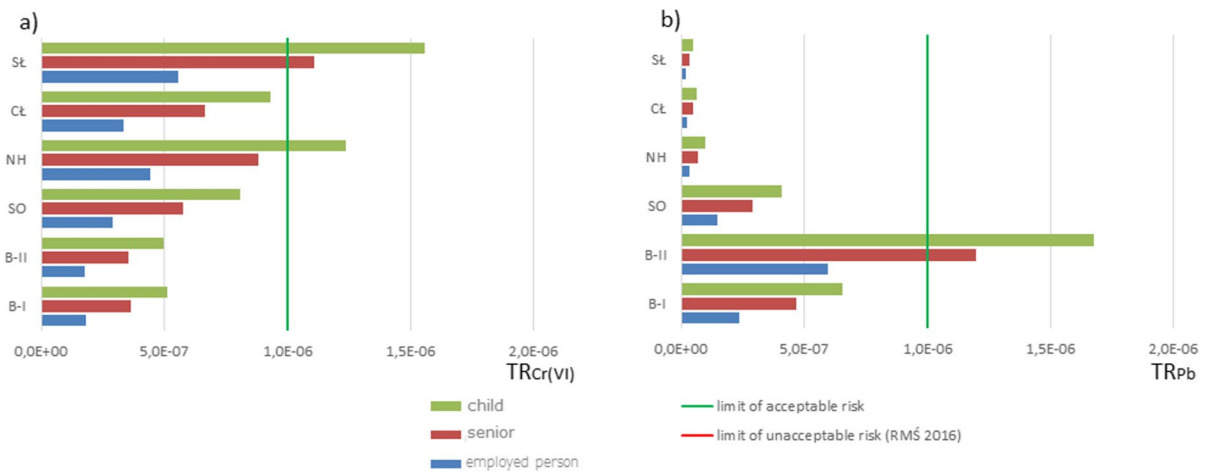 a)
SŁ
CŁ
NH
SO
B-II
B-I
0,0E+00 5,0E-07 1,0E-06 1,5E-06 2,0E-06
TRCr(VI)
b)
SŁ
CŁ
NH
SO
B-II
B-I
0,0E+00 5,0E-07 1,0E-06 1,5E-06 2,0E-06
TRPb
child
senior
employed person
limit of acceptable risk
limit of unacceptable risk (RMŚ 2016)